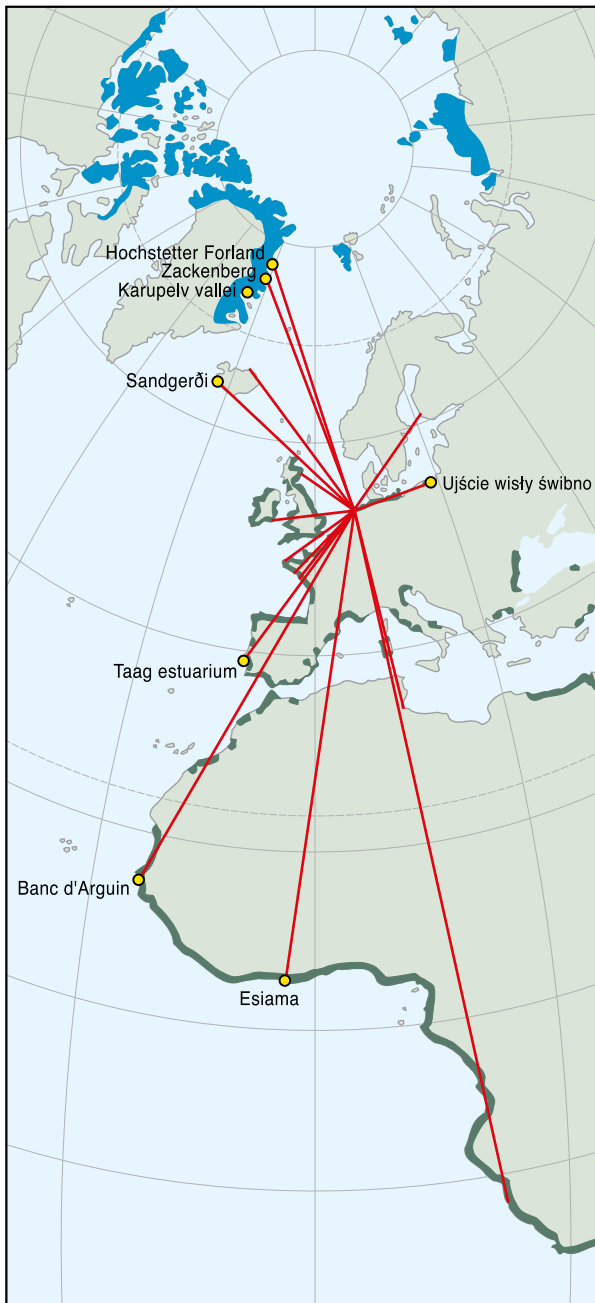 Hochstetter Forland
Zackenberg
Karupelv vallei
Sandgerði
Ujście wisły świbno
Taag estuarium
Banc d'Arguin
Esiama